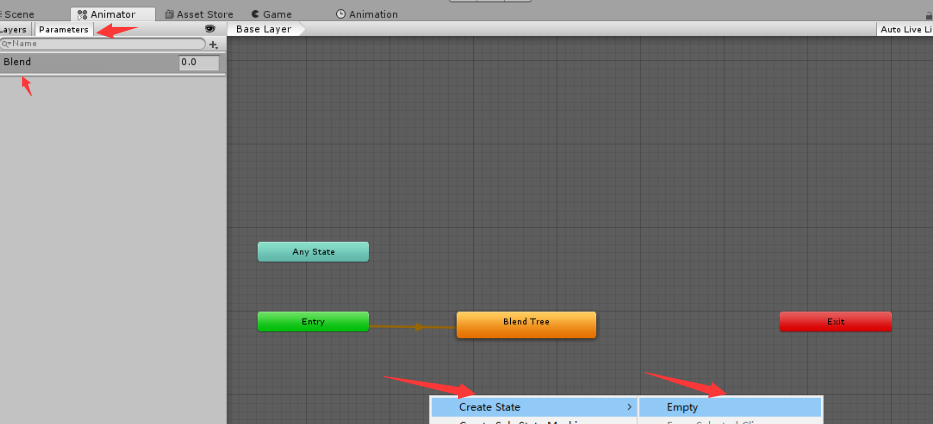 Scene
Animator
Asset Store
Game
Animation
ayers
Parameters
Base Layer
Auto Live Li
Name
Blend
0.0
Any State
Entry
Blend Tree
Exit
Create State
Empty